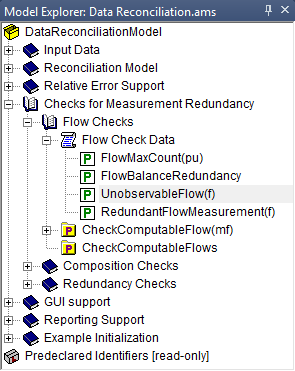 Model Explorer: Data Reconciliation.ams
DataReconciliationModel
Input Data
Reconciliation Model
Relative Error Support
Checks for Measurement Redundancy
Flow Checks
Flow Check Data
P FlowMaxCount(pu)
P FlowBalanceRedundancy
P UnobservableFlow(f)
P RedundantFlowMeasurement(f)
P CheckComputableFlow(mf)
P CheckComputableFlows
Composition Checks
Redundancy Checks
GUI support
Reporting Support
Example Initialization
Predeclared Identifiers [read-only]